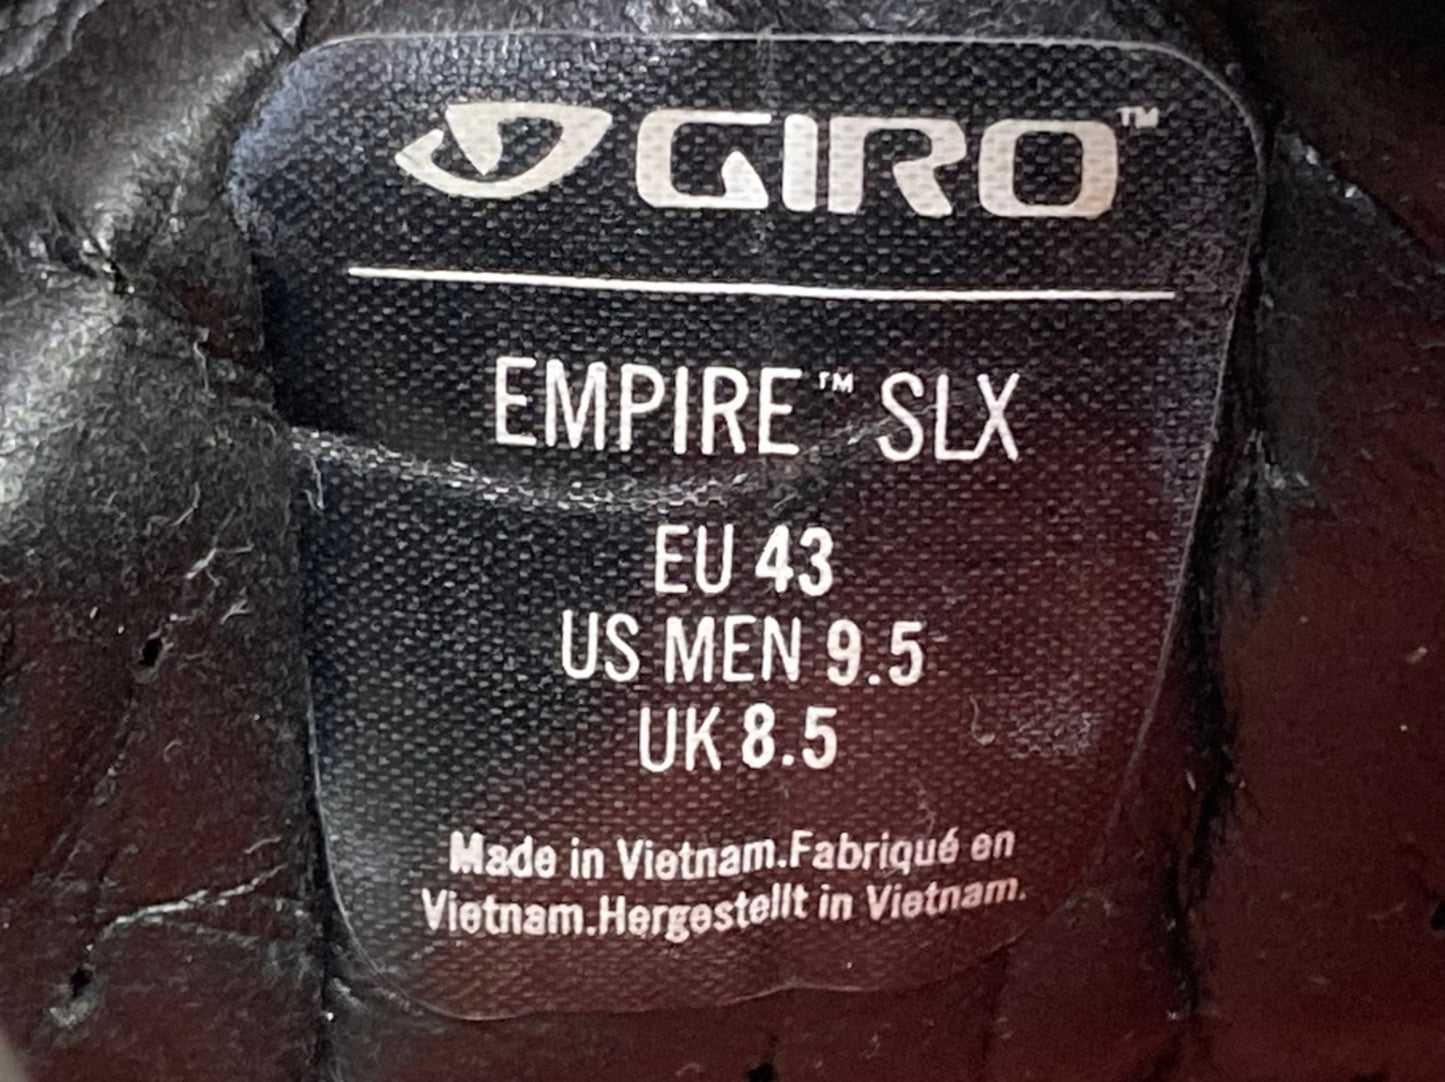 GIRO™
EMPIRE™ SLX
EU 43
US MEN 9.5
UK 8.5
Made in Vietnam.Fabriqué en
Vietnam.Hergestellt in Vietnam.